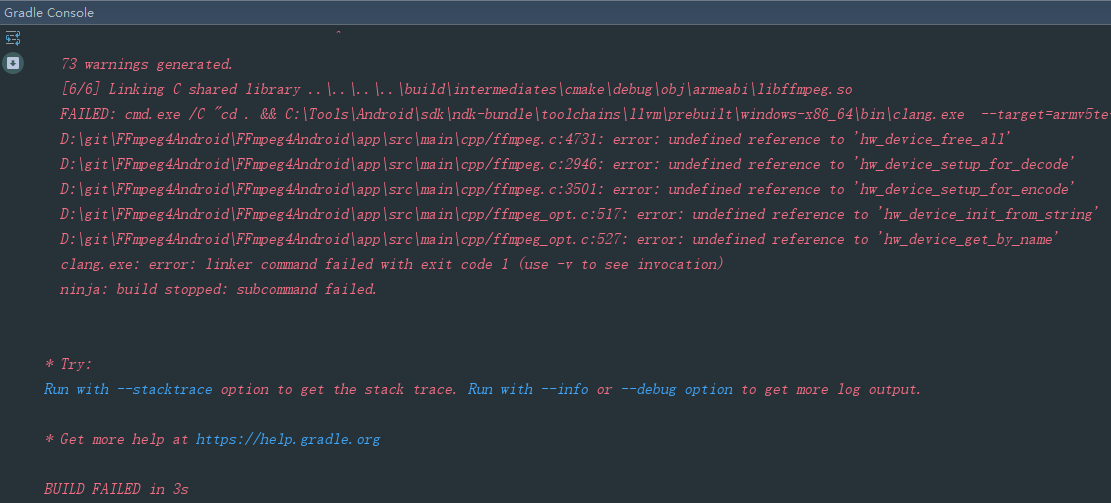 Gradle Console
^
73 warnings generated.
[6/6] Linking C shared library ..\..\..\..\build\intermediates\cmake\debug\obj\armeabi\libffmpeg.so
FAILED: cmd.exe /C "cd . && C:\Tools\Android\sdk\ndk-bundle\toolchains\llvm\prebuilt\windows-x86_64\bin\clang.exe --target=armv5te-
D:\git\FFmpeg4Android\FFmpeg4Android\app\src\main\cpp/ffmpeg.c:4731: error: undefined reference to 'hw_device_free_all'
D:\git\FFmpeg4Android\FFmpeg4Android\app\src\main\cpp/ffmpeg.c:2946: error: undefined reference to 'hw_device_setup_for_decode'
D:\git\FFmpeg4Android\FFmpeg4Android\app\src\main\cpp/ffmpeg.c:3501: error: undefined reference to 'hw_device_setup_for_encode'
D:\git\FFmpeg4Android\FFmpeg4Android\app\src\main\cpp/ffmpeg_opt.c:517: error: undefined reference to 'hw_device_init_from_string'
D:\git\FFmpeg4Android\FFmpeg4Android\app\src\main\cpp/ffmpeg_opt.c:527: error: undefined reference to 'hw_device_get_by_name'
clang.exe: error: linker command failed with exit code 1 (use -v to see invocation)
ninja: build stopped: subcommand failed.
* Try:
Run with --stacktrace option to get the stack trace. Run with --info or --debug option to get more log output.
* Get more help at https://help.gradle.org
BUILD FAILED in 3s